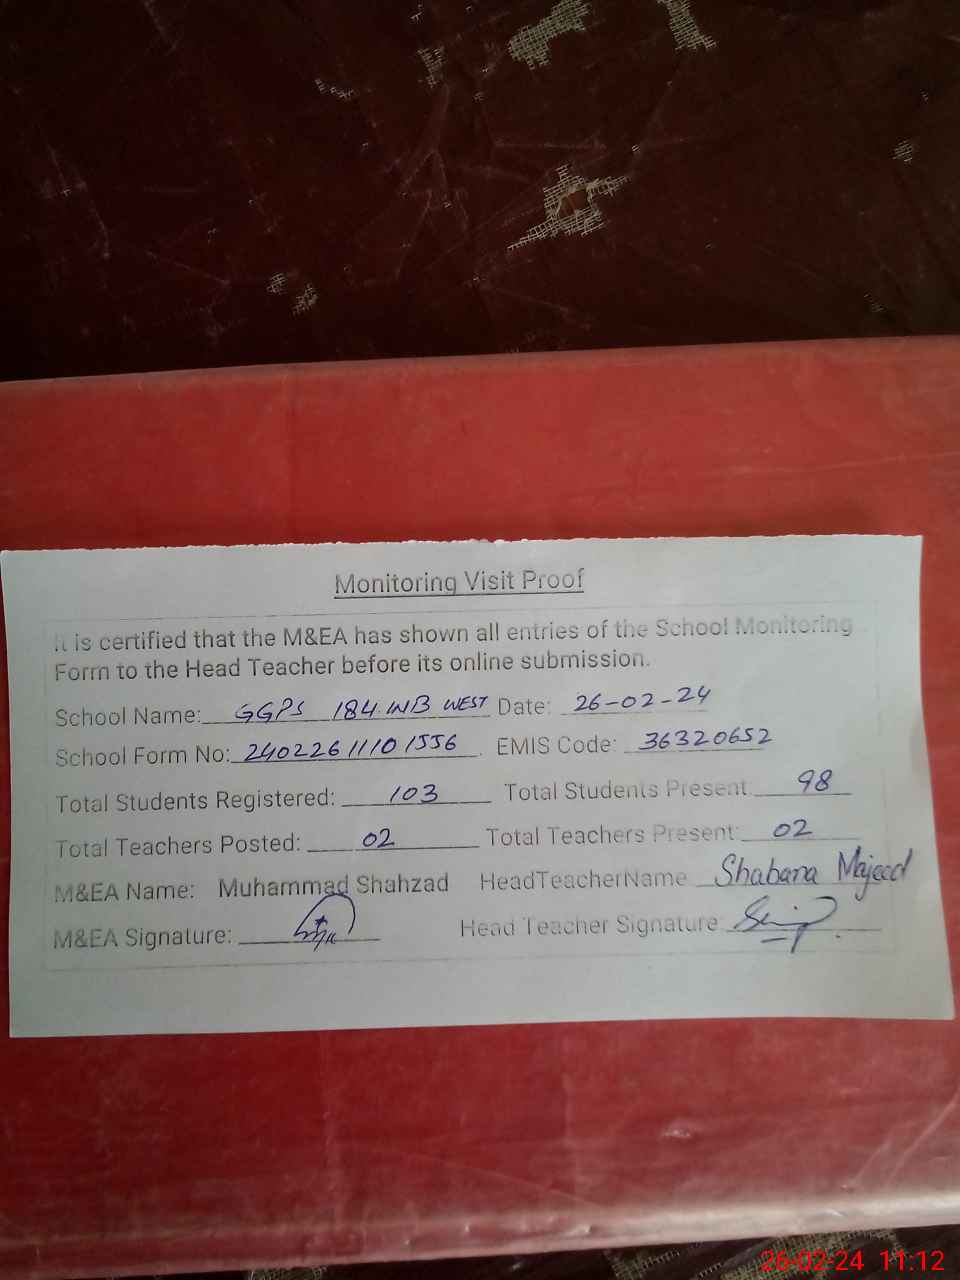 Monitoring Visit Proof
It is certified that the M&EA has shown all entries of the School Monitoring
Form to the Head Teacher before its online submission.
School Name: GGPS 184 WB WEST Date: 26-02-24
School Form No: 24022611101556 EMIS Code: 36320652
Total Students Registered: 103 Total Students Present: 98
Total Teachers Posted: 02 Total Teachers Present: 02
M&EA Name: Muhammad Shahzad HeadTeacherName Shabana Majeed
M&EA Signature: Head Teacher Signature:
26-02-24 11:12